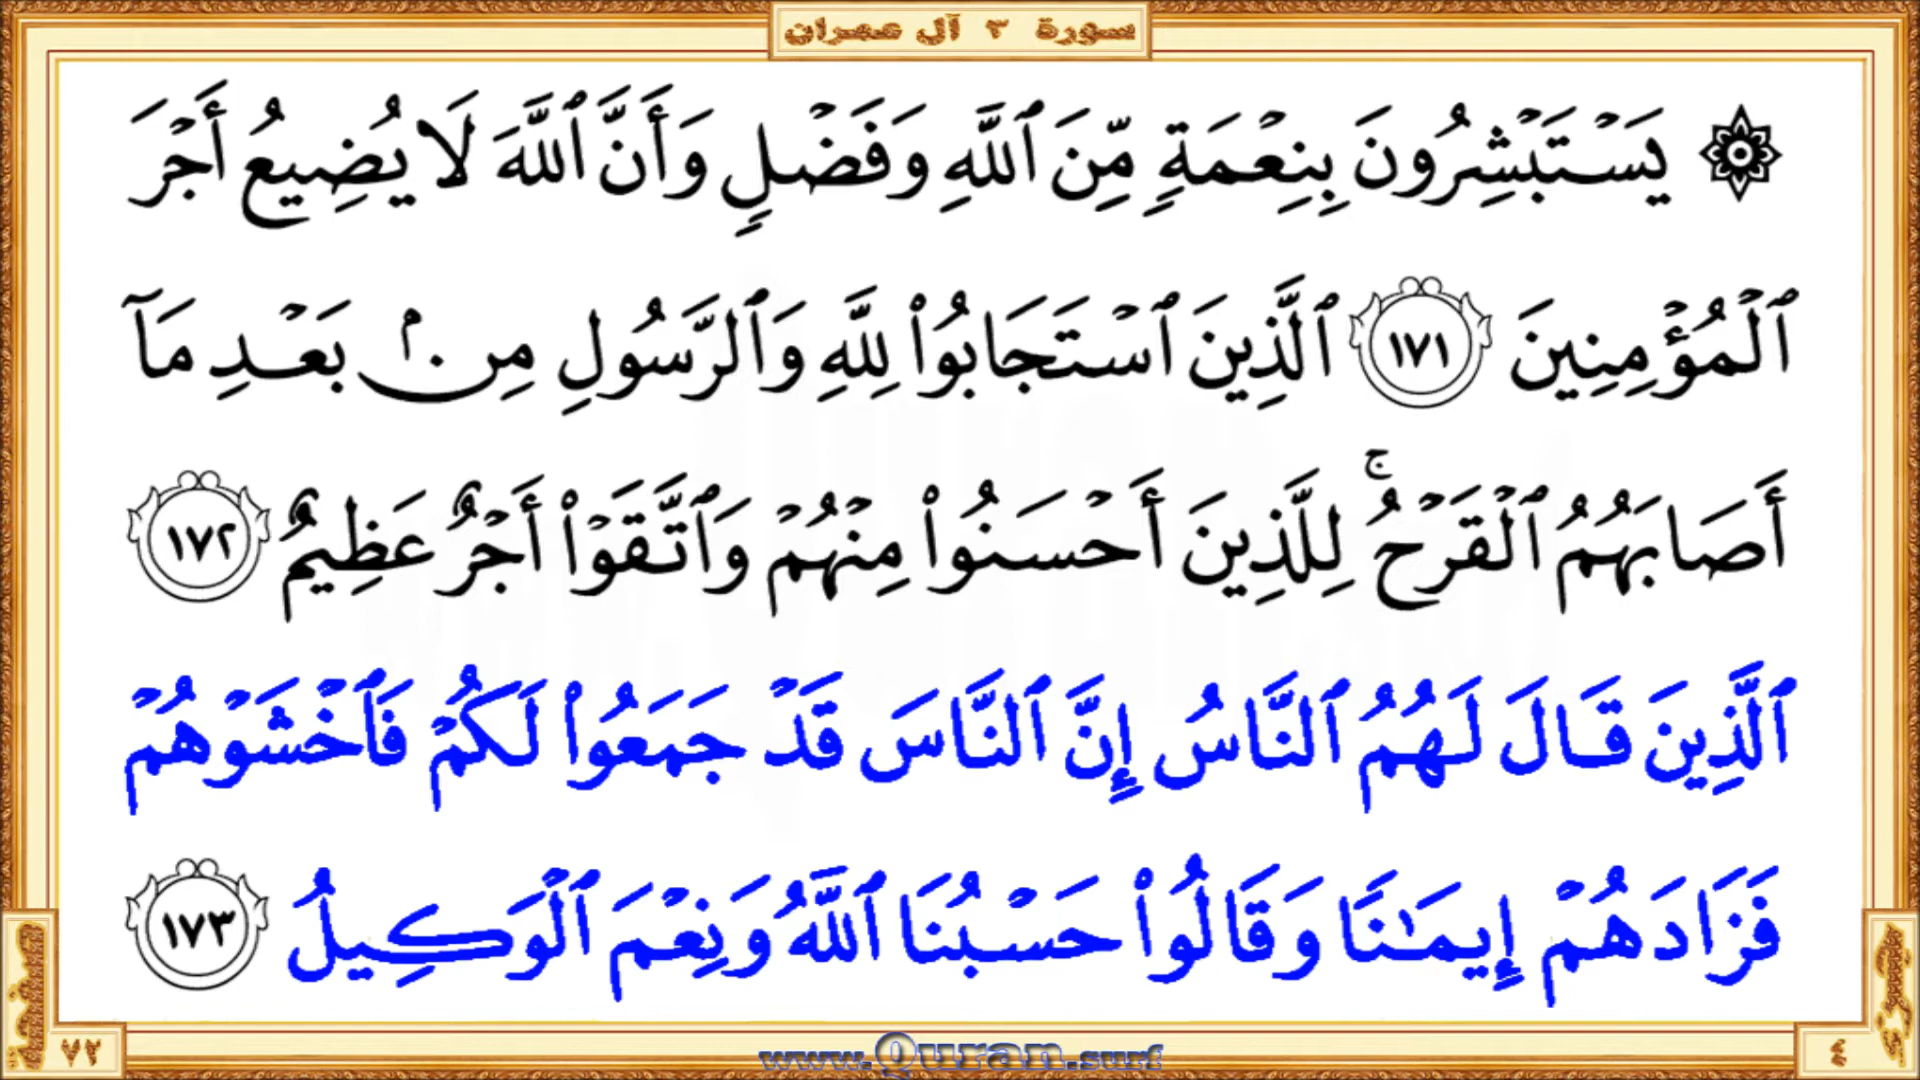 سورة ٣ آل عمران
۞ يَسۡتَبۡشِرُونَ بِنِعۡمَةٖ مِّنَ ٱللَّهِ وَفَضۡلٖ وَأَنَّ ٱللَّهَ لَا يُضِيعُ أَجۡرَ
ٱلۡمُؤۡمِنِينَ ١٧١ ٱلَّذِينَ ٱسۡتَجَابُواْ لِلَّهِ وَٱلرَّسُولِ مِنۢ بَعۡدِ مَآ
أَصَابَهُمُ ٱلۡقَرۡحُۚ لِلَّذِينَ أَحۡسَنُواْ مِنۡهُمۡ وَٱتَّقَوۡاْ أَجۡرٌ عَظِيمٌ ١٧٢
ٱلَّذِينَ قَالَ لَهُمُ ٱلنَّاسُ إِنَّ ٱلنَّاسَ قَدۡ جَمَعُواْ لَكُمۡ فَٱخۡشَوۡهُمۡ
فَزَادَهُمۡ إِيمَٰنٗا وَقَالُواْ حَسۡبُنَا ٱللَّهُ وَنِعۡمَ ٱلۡوَكِيلُ ١٧٣
٤
www.Quran.surf
صفحة
٧٢